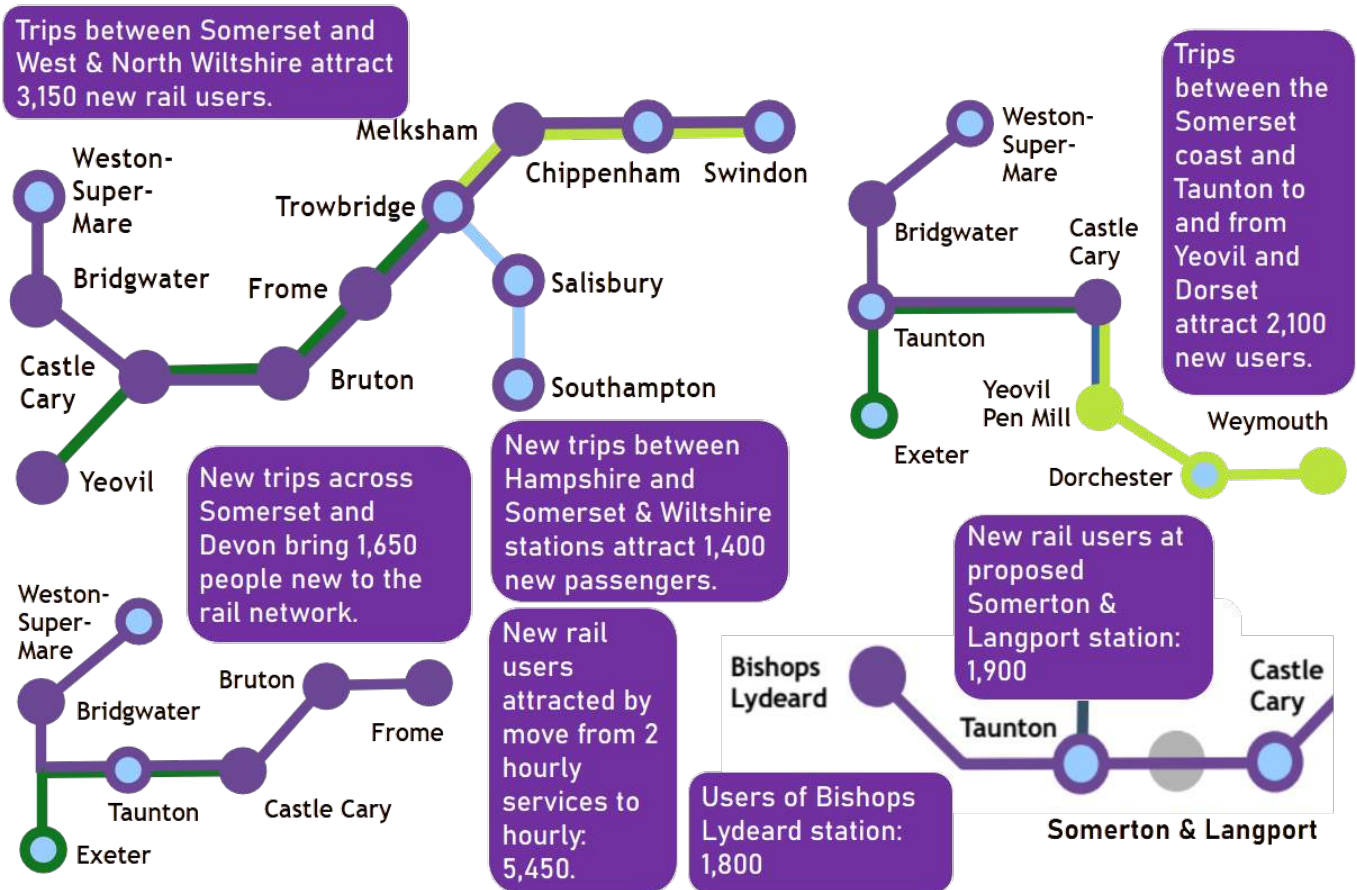 Trips between Somerset and
West & North Wiltshire attract
3,150 new rail users.
Melksham
Chippenham
Swindon
Weston-
Super-
Mare
Trowbridge
Bridgwater
Frome
Salisbury
Castle
Cary
Bruton
Southampton
Yeovil
Trips
between the
Somerset
coast and
Taunton to
and from
Yeovil and
Dorset
attract 2,100
new users.
Weston-
Super-
Mare
Bridgwater
Castle
Cary
Taunton
Yeovil
Pen Mill
Exeter
Weymouth
Dorchester
New trips across
Somerset and
Devon bring 1,650
people new to the
rail network.
New trips between
Hampshire and
Somerset & Wiltshire
stations attract 1,400
new passengers.
Weston-
Super-
Mare
Bridgwater
Bruton
Frome
Taunton
Castle Cary
Exeter
New rail
users
attracted by
move from 2
hourly
services to
hourly:
5,450.
New rail users at
proposed
Somerton &
Langport station:
1,900
Bishops
Lydeard
Taunton
Castle
Cary
Somerton & Langport
Users of Bishops
Lydeard station:
1,800